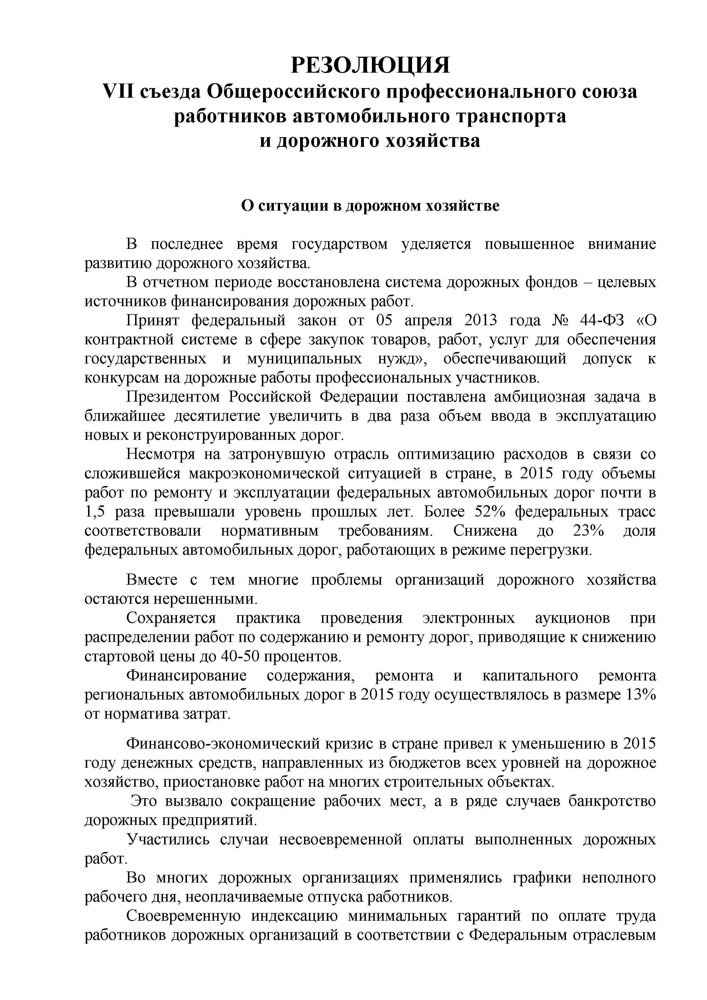 РЕЗОЛЮЦИЯ
VII съезда Общероссийского профессионального союза
работников автомобильного транспорта
и дорожного хозяйства
О ситуации в дорожном хозяйстве
В последнее время государством уделяется повышенное внимание
развитию дорожного хозяйства.
В отчетном периоде восстановлена система дорожных фондов – целевых
источников финансирования дорожных работ.
Принят федеральный закон от 05 апреля 2013 года № 44-ФЗ «О
контрактной системе в сфере закупок товаров, работ, услуг для обеспечения
государственных и муниципальных нужд», обеспечивающий допуск к
конкурсам на дорожные работы профессиональных участников.
Президентом Российской Федерации поставлена амбициозная задача в
ближайшее десятилетие увеличить в два раза объем ввода в эксплуатацию
новых и реконструированных дорог.
Несмотря на затронувшую отрасль оптимизацию расходов в связи со
сложившейся макроэкономической ситуацией в стране, в 2015 году объемы
работ по ремонту и эксплуатации федеральных автомобильных дорог почти в
1,5 раза превышали уровень прошлых лет. Более 52% федеральных трасс
соответствовали нормативным требованиям. Снижена до 23% доля
федеральных автомобильных дорог, работающих в режиме перегрузки.
Вместе с тем многие проблемы организаций дорожного хозяйства
остаются нерешенными.
Сохраняется практика проведения электронных аукционов при
распределении работ по содержанию и ремонту дорог, приводящие к снижению
стартовой цены до 40-50 процентов.
Финансирование содержания, ремонта и капитального ремонта
региональных автомобильных дорог в 2015 году осуществлялось в размере 13%
от норматива затрат.
Финансово-экономический кризис в стране привел к уменьшению в 2015
году денежных средств, направленных из бюджетов всех уровней на дорожное
хозяйство, приостановке работ на многих строительных объектах.
Это вызвало сокращение рабочих мест, а в ряде случаев банкротство
дорожных предприятий.
Участились случаи несвоевременной оплаты выполненных дорожных
работ.
Во многих дорожных организациях применялись графики неполного
рабочего дня, неоплачиваемые отпуска работников.
Своевременную индексацию минимальных гарантий по оплате труда
работников дорожных организаций в соответствии с Федеральным отраслевым